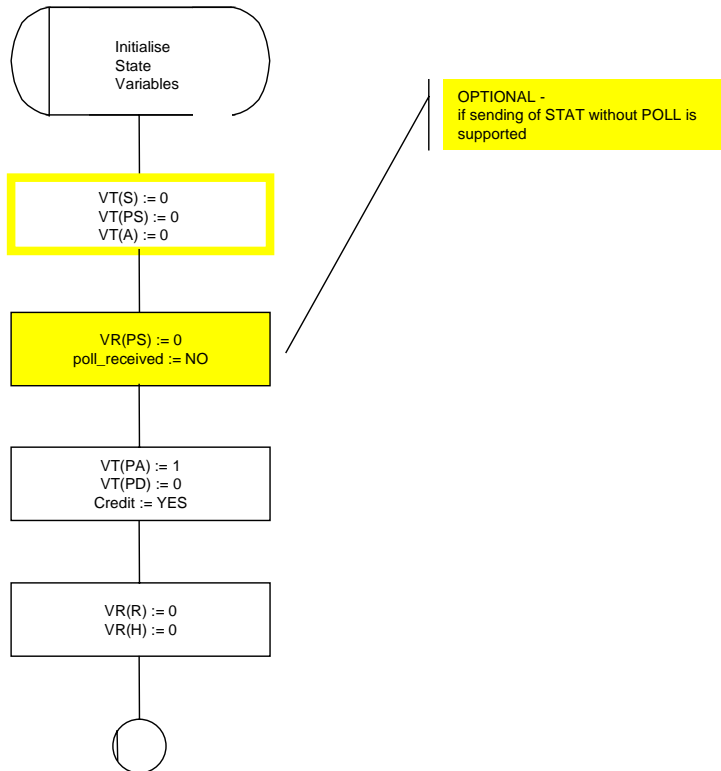 Initialise
State
Variables
OPTIONAL -
if sending of STAT without POLL is
supported
VT(S) := 0
VT(PS) := 0
VT(A) := 0
VR(PS) := 0
poll_received := NO
VT(PA) := 1
VT(PD) := 0
Credit := YES
VR(R) := 0
VR(H) := 0